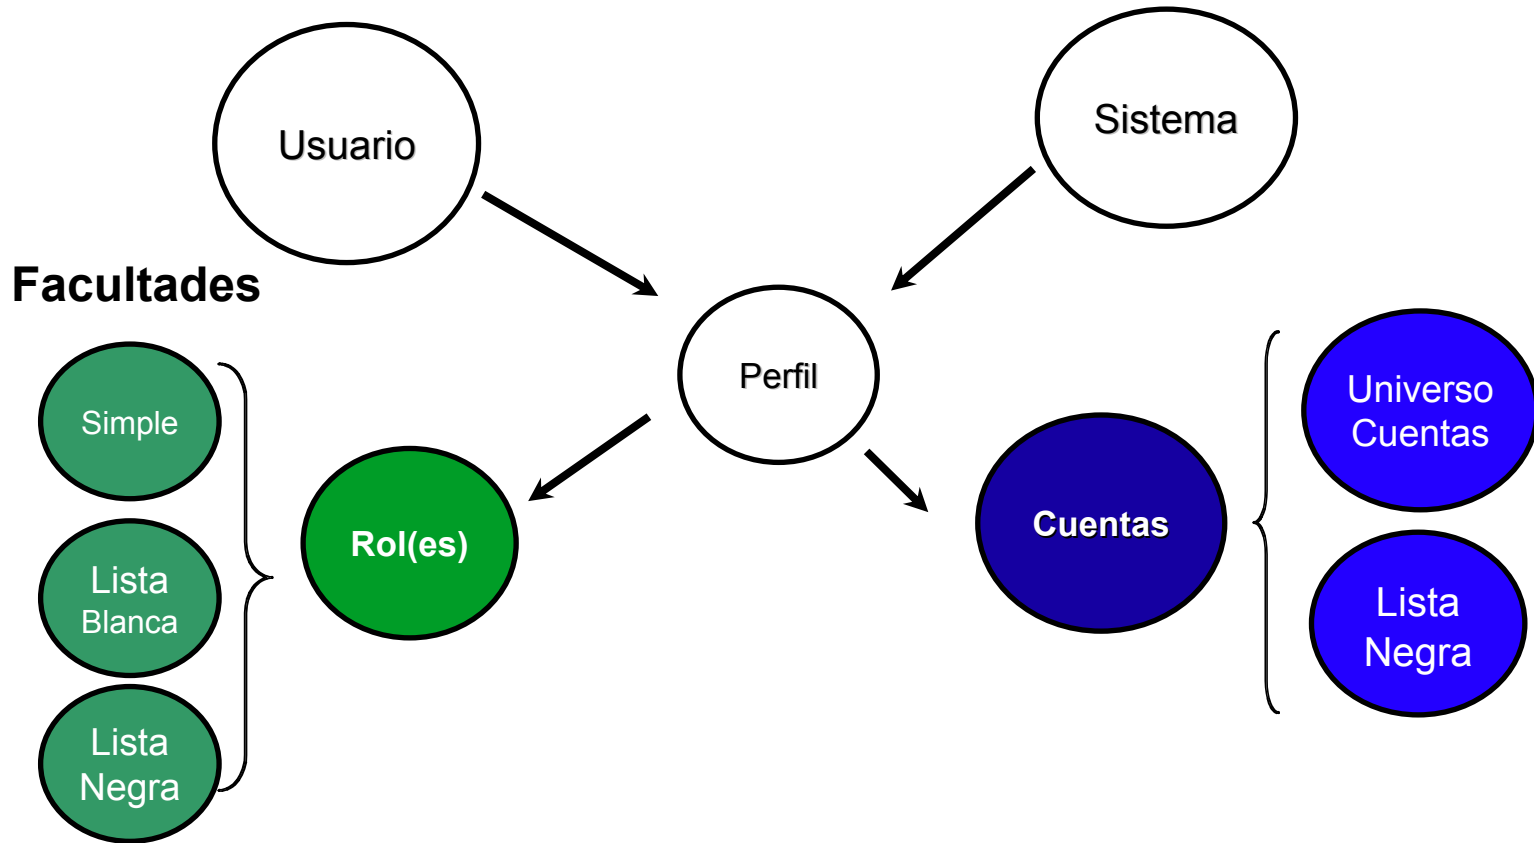 Usuario
Sistema
Facultades
Perfil
Simple
Lista
Blanca
Lista
Negra
Rol(es)
Cuentas
Universo
Cuentas
Lista
Negra